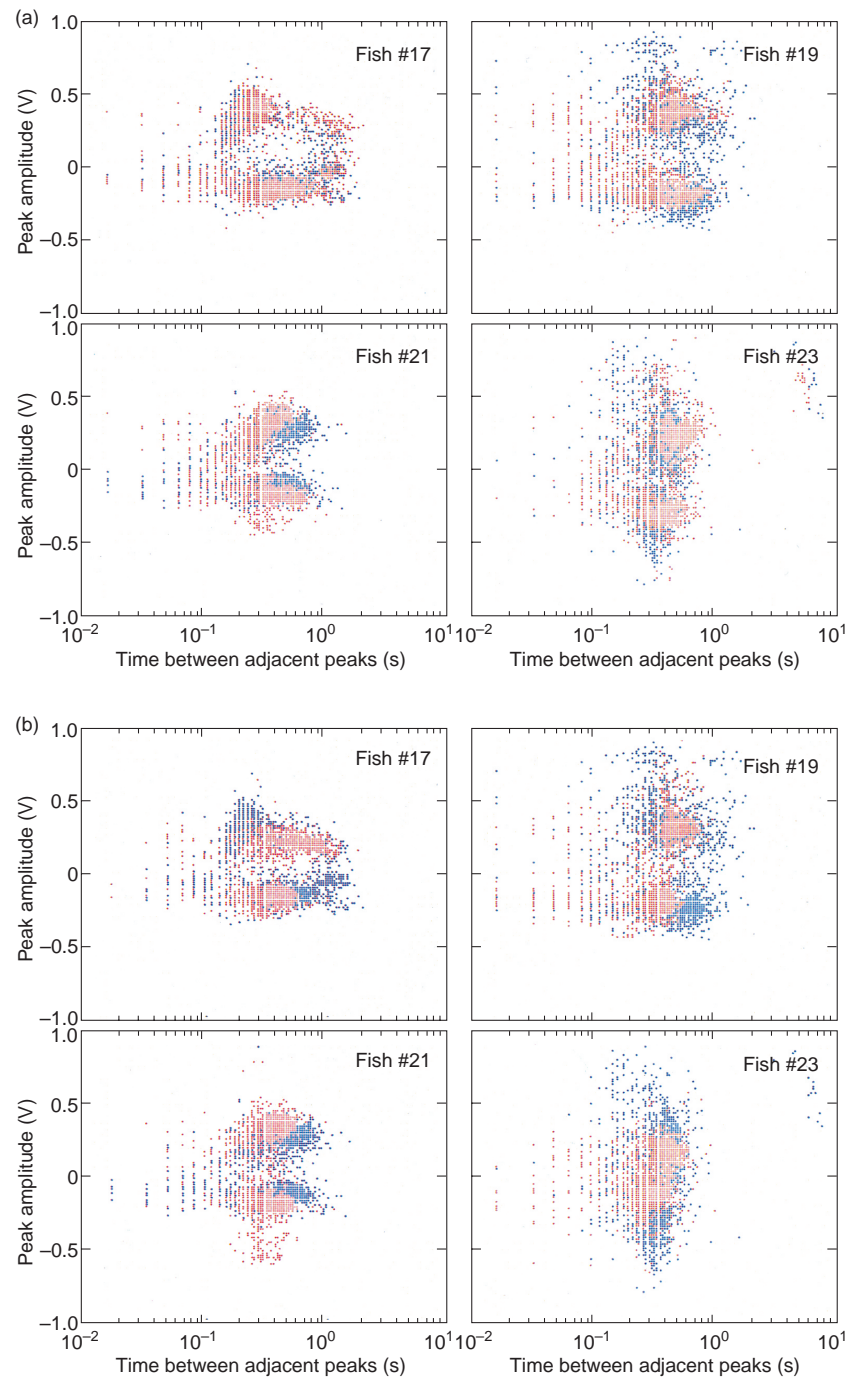 (a)
1.0
0.5
0
–0.5
–1.0
Peak amplitude (V)
Fish #17
Fish #19
1.0
0.5
0
–0.5
–1.0
Peak amplitude (V)
Fish #21
Fish #23
10–2 10–1 100 101
10–2 10–1 100 101
Time between adjacent peaks (s)
Time between adjacent peaks (s)
(b)
1.0
0.5
0
–0.5
–1.0
Peak amplitude (V)
Fish #17
Fish #19
1.0
0.5
0
–0.5
–1.0
Peak amplitude (V)
Fish #21
Fish #23
10–2 10–1 100 101
10–2 10–1 100 101
Time between adjacent peaks (s)
Time between adjacent peaks (s)